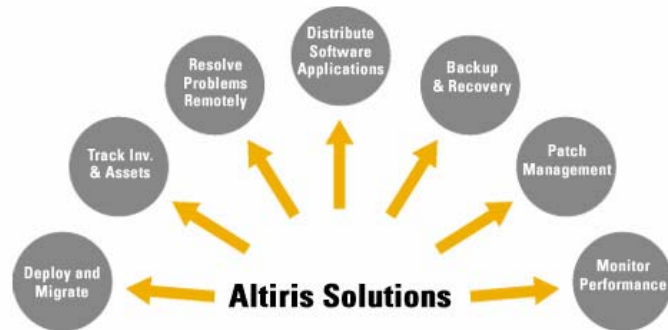 Distribute
Software
Applications
Resolve
Problems
Remotely
Backup
& Recovery
Track Inv.
& Assets
Patch
Management
Deploy and
Migrate
Monitor
Performance
Altiris Solutions